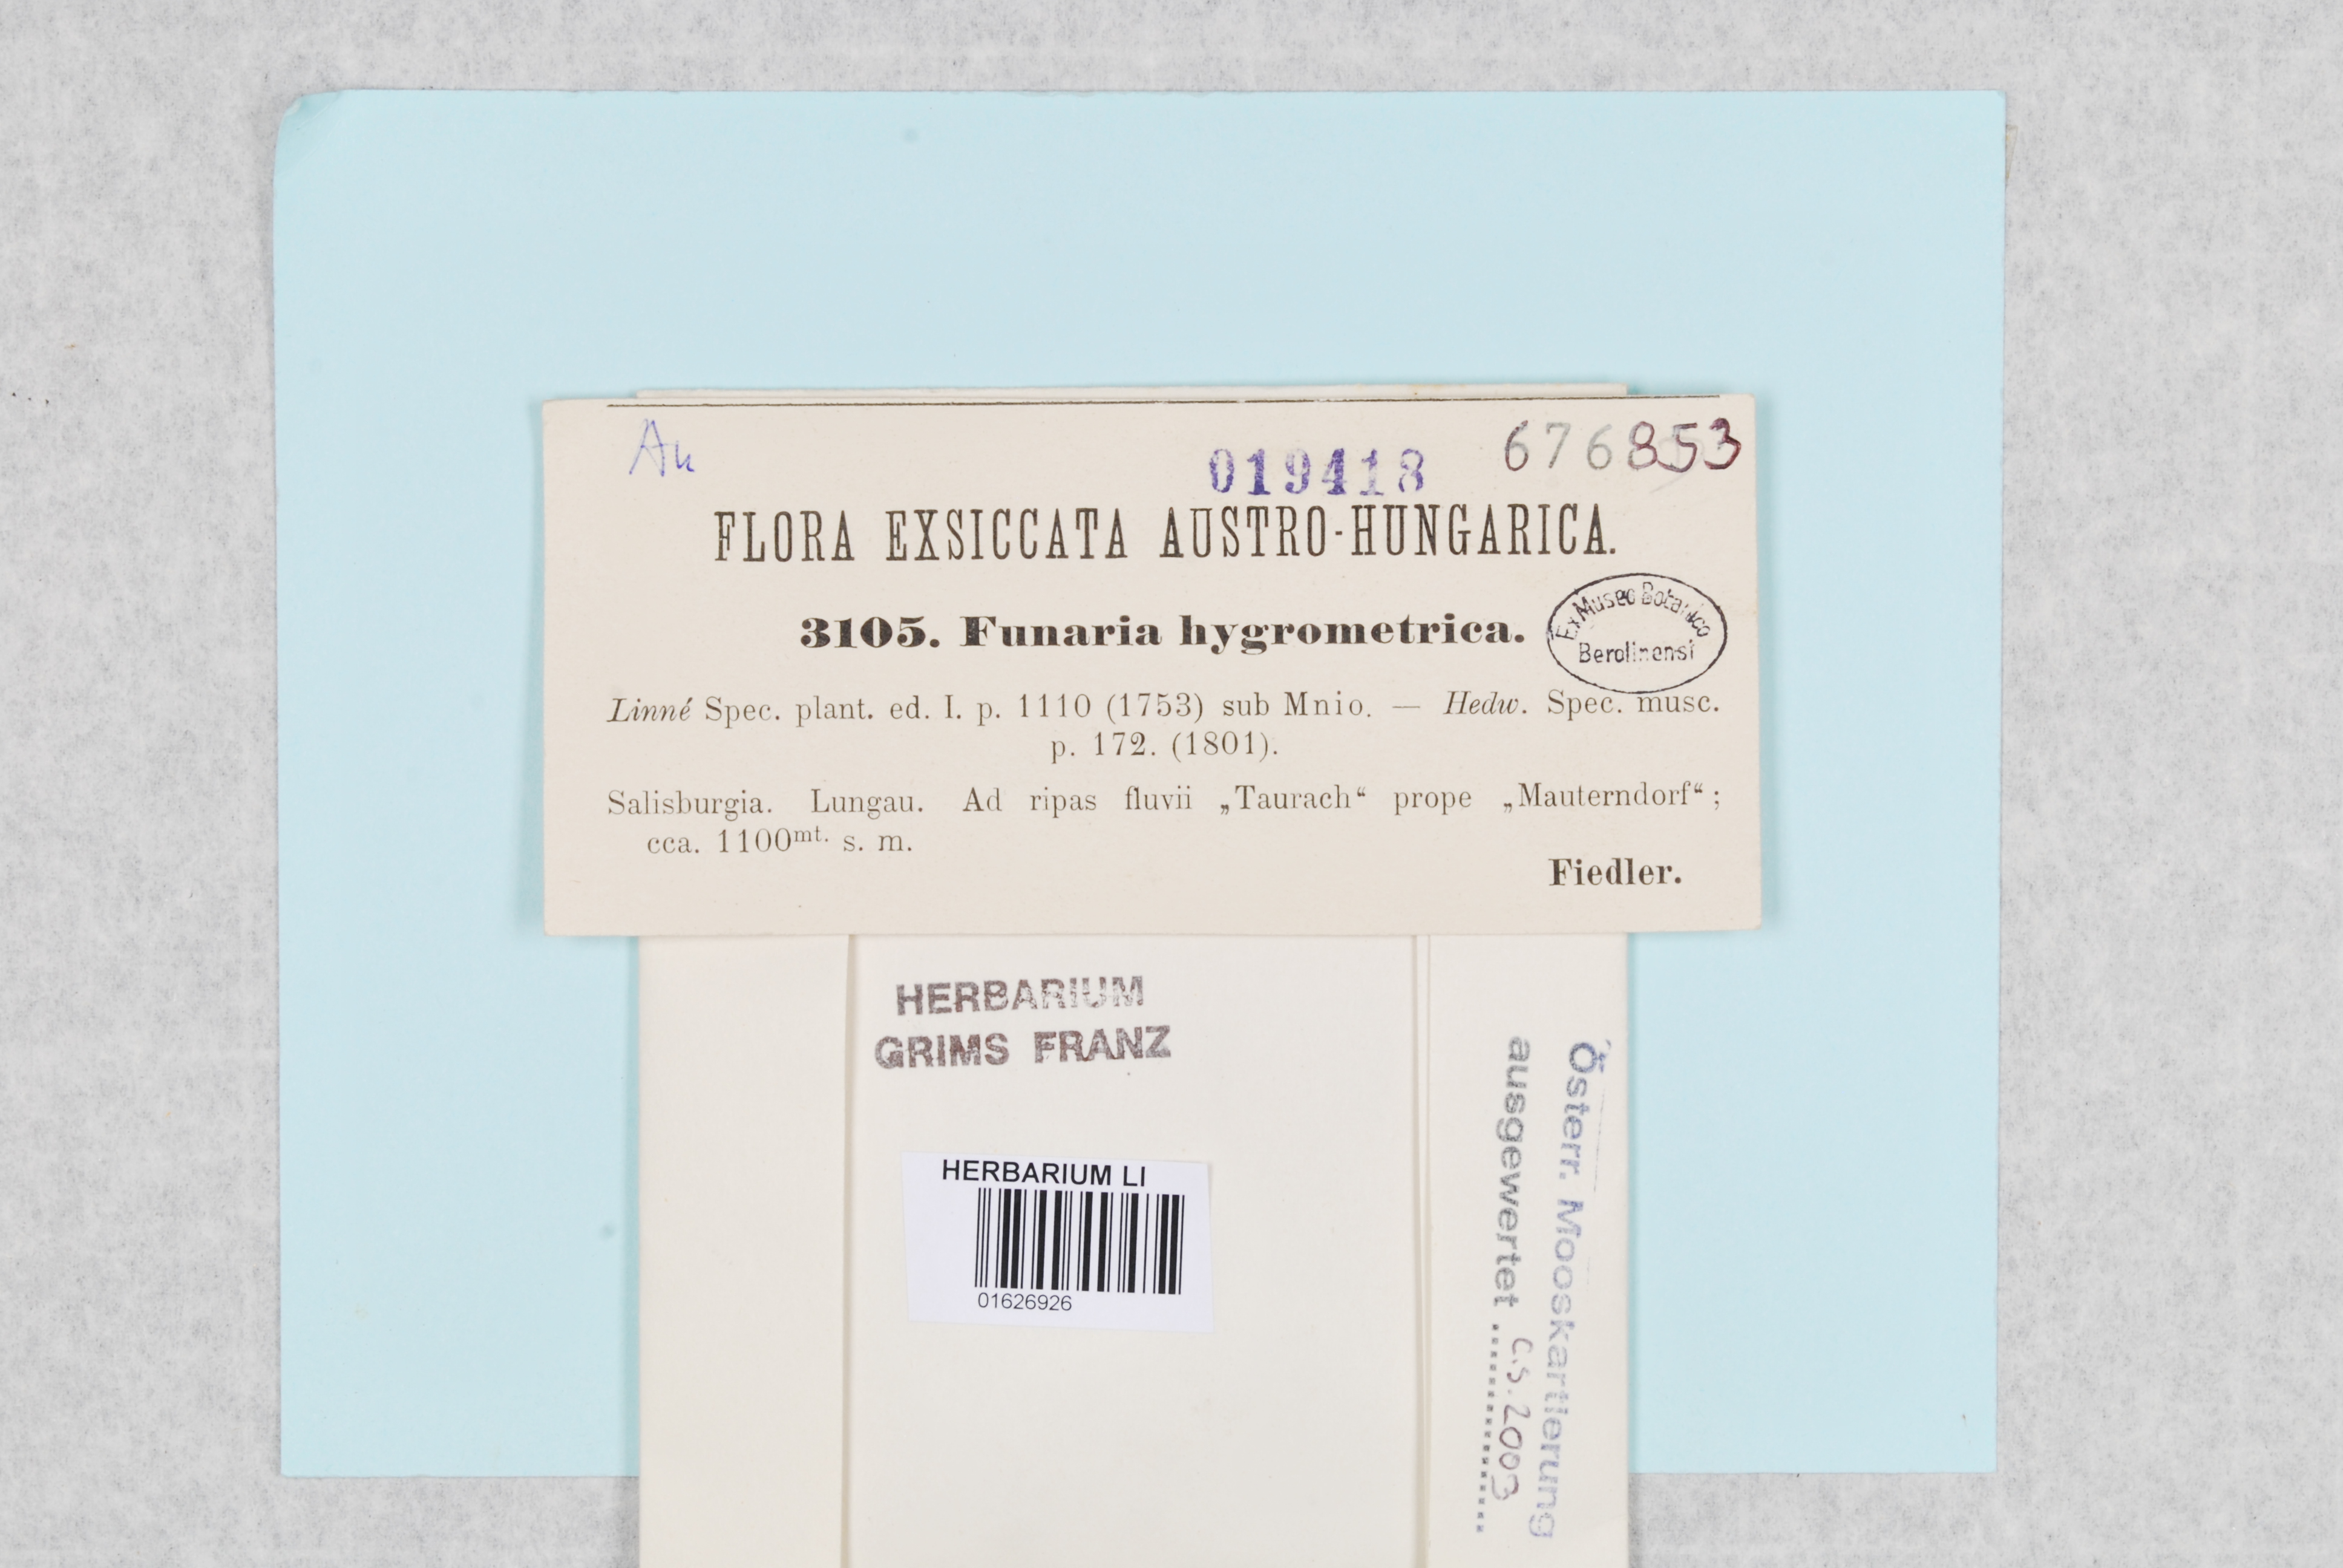 Au
019418
676853
FLORA EXSICCATA AUSTRO-HUNGARICA.
3105. Funaria hygrometrica.
Ex Museo Botanico
Berolinensi
Linné Spec. plant. ed. I. p. 1110 (1753) sub Mnio. — Hedw. Spec. musc.
p. 172. (1801).
Salisburgia. Lungau. Ad ripas fluvii „Taurach“ prope „Mauterndorf“;
cca. 1100mt. s. m.
Fiedler.
HERBARIUM
GRIMS FRANZ
HERBARIUM LI
01626926
Österr. Mooskartierung
ausgewertet C.S. 2003